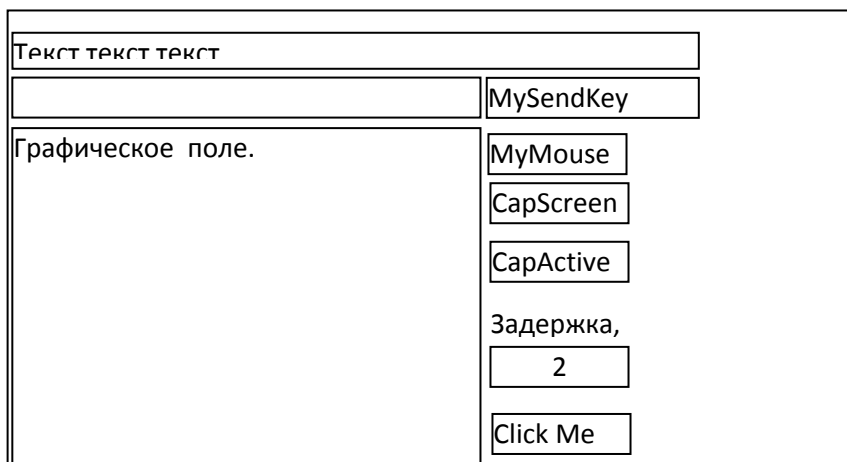 Текст текст текст
MySendKey
Графическое поле.
MyMouse
CapScreen
CapActive
Задержка,
2
Click Me